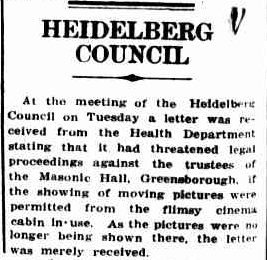 HEIDELBERG
COUNCIL
At the meeting of the Heidelberg
Council on Tuesday a letter was re-
ceived from the Health Department
stating that it had threatened legal
proceedings against the trustees of
the Masonic Hall, Greensborough, if
the showing of moving pictures were
permitted from the flimsy cinema
cabin in use. As the pictures were no
longer being shown there, the letter
was merely received.